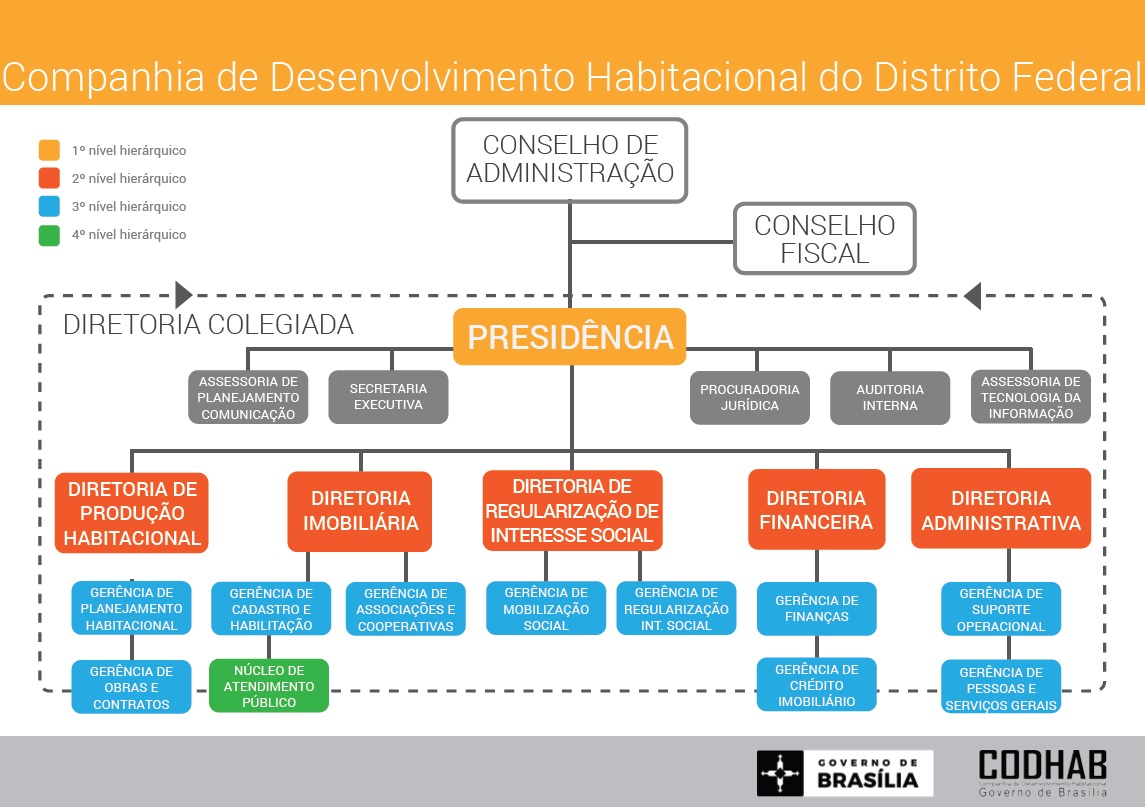 Companhia de Desenvolvimento Habitacional do Distrito Federal
1º nível hierárquico
2º nível hierárquico
3º nível hierárquico
4º nível hierárquico
CONSELHO DE
ADMINISTRAÇÃO
CONSELHO
FISCAL
DIRETORIA COLEGIADA
PRESIDÊNCIA
ASSESSORIA DE
PLANEJAMENTO
COMUNICAÇÃO
SECRETARIA
EXECUTIVA
PROCURADORIA
JURÍDICA
AUDITORIA
INTERNA
ASSESSORIA DE
TECNOLOGIA DA
INFORMAÇÃO
DIRETORIA DE
PRODUÇÃO
HABITACIONAL
DIRETORIA
IMOBILIÁRIA
DIRETORIA DE
REGULARIZAÇÃO DE
INTERESSE SOCIAL
DIRETORIA
FINANCEIRA
DIRETORIA
ADMINISTRATIVA
GERÊNCIA DE
PLANEJAMENTO
HABITACIONAL
GERÊNCIA DE
CADASTRO E
HABILITAÇÃO
GERÊNCIA DE
ASSOCIAÇÕES E
COOPERATIVAS
GERÊNCIA DE
MOBILIZAÇÃO
SOCIAL
GERÊNCIA DE
REGULARIZAÇÃO
INT. SOCIAL
GERÊNCIA DE
FINANÇAS
GERÊNCIA DE
SUPORTE
OPERACIONAL
GERÊNCIA DE
OBRAS E
CONTRATOS
NÚCLEO DE
ATENDIMENTO
PÚBLICO
GERÊNCIA DE
CRÉDITO
IMOBILIÁRIO
GERÊNCIA DE
PESSOAS E
SERVIÇOS GERAIS
GOVERNO DE
BRASÍLIA
CODHAB
Companhia de Desenvolvimento Habitacional
Governo de Brasília